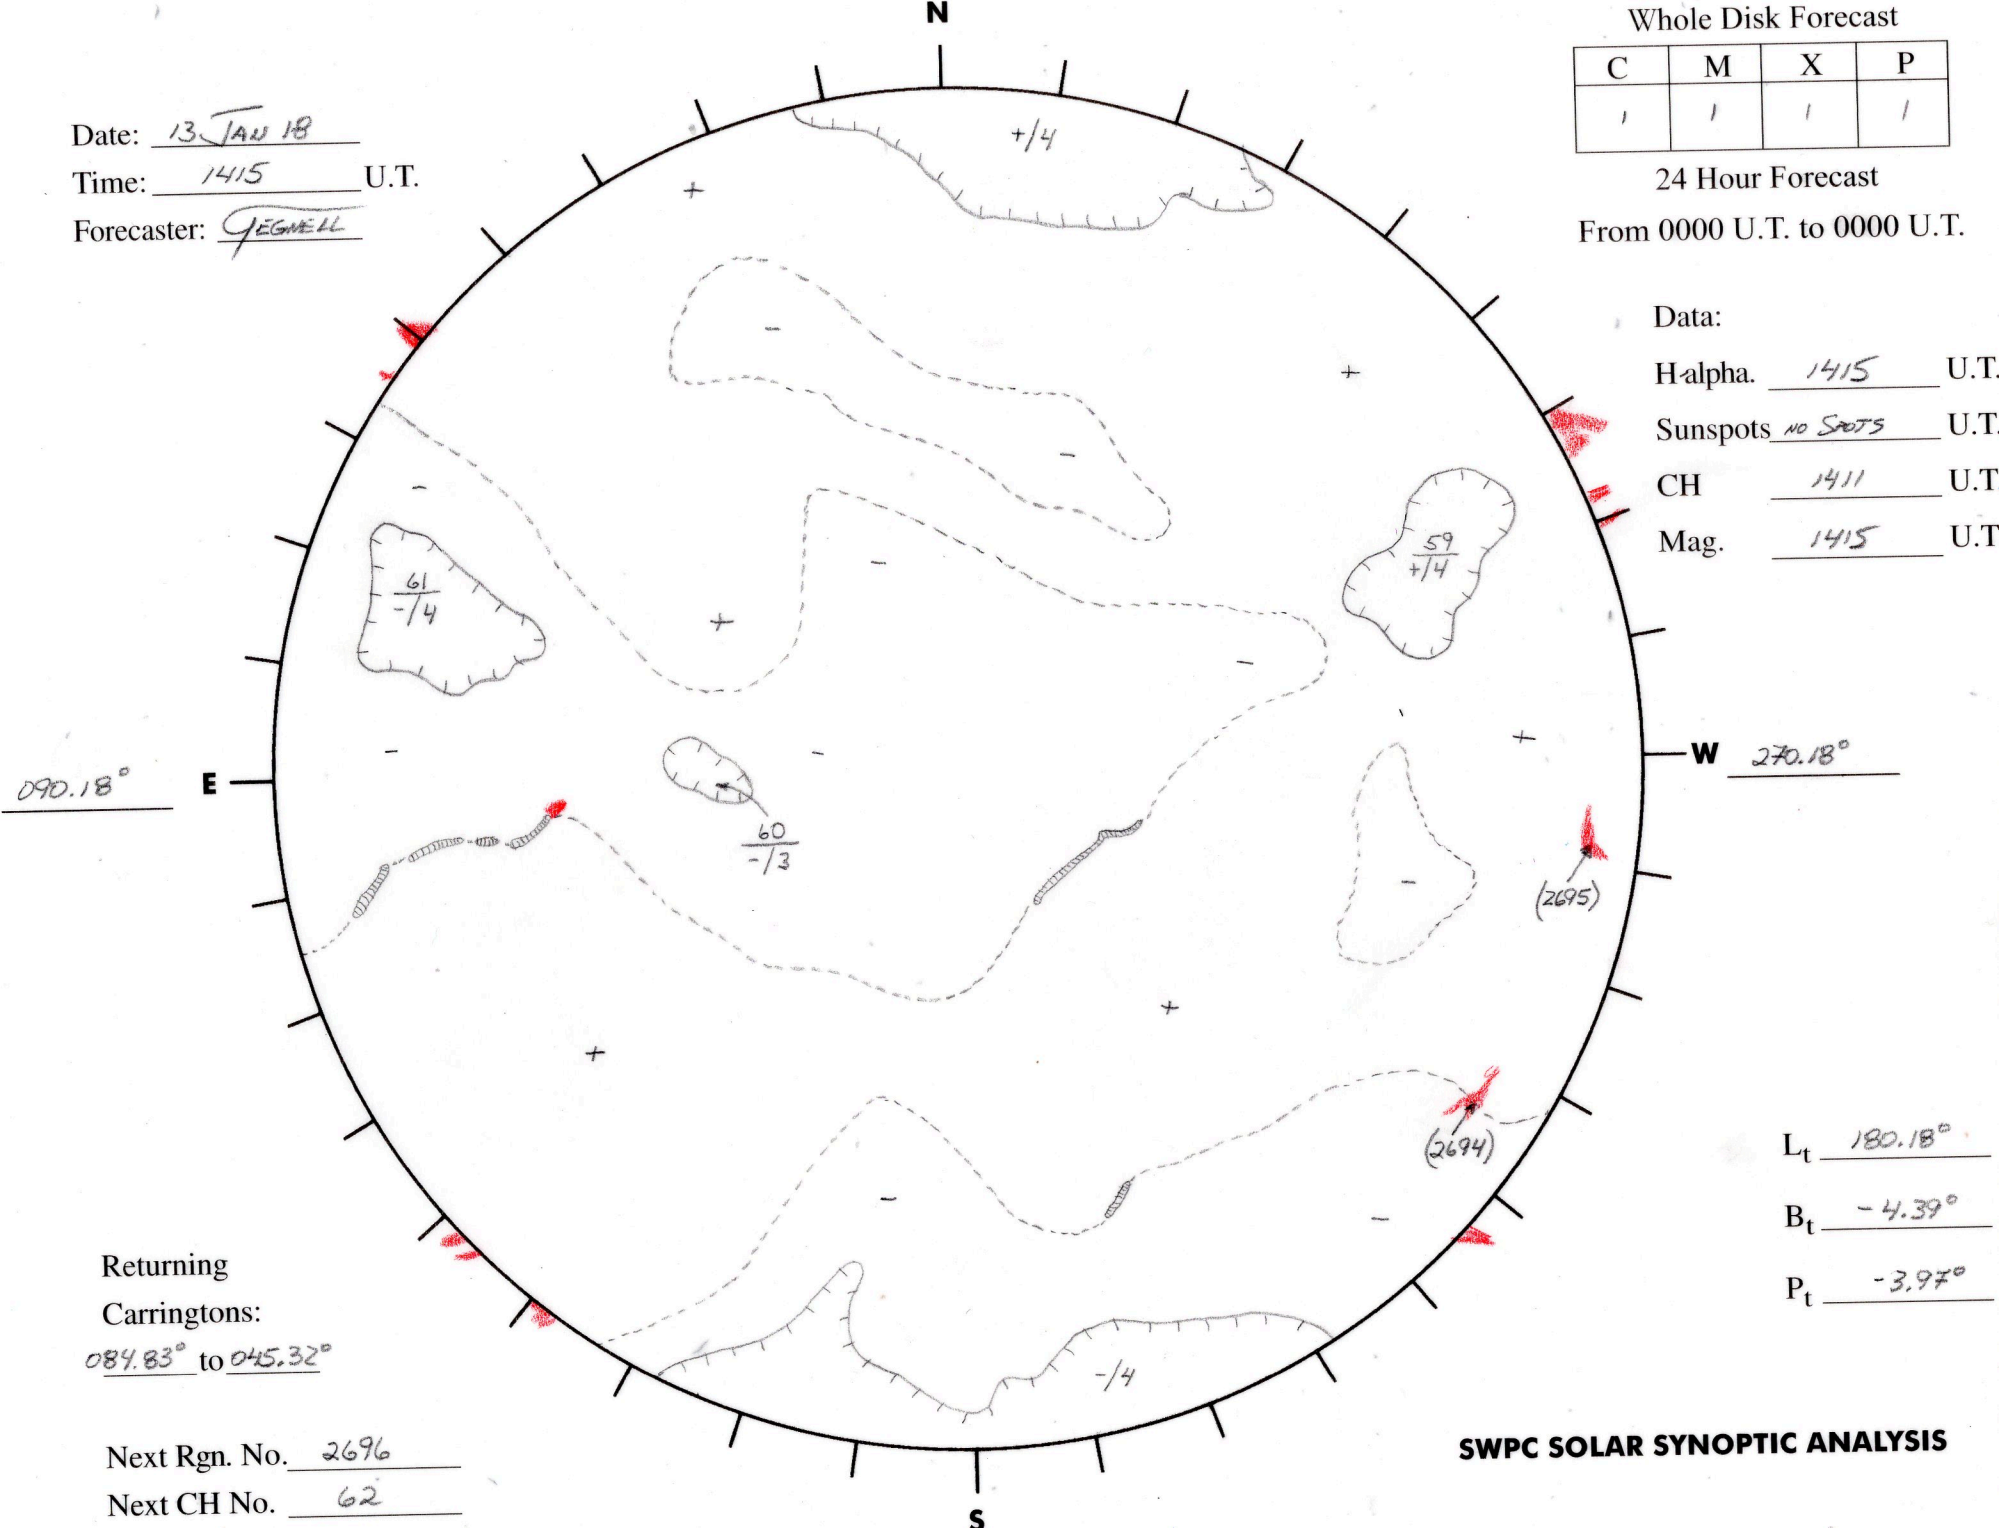 N
Whole Disk Forecast
C M X P
1 1 1 1
24 Hour Forecast
From 0000 U.T. to 0000 U.T.
Date: 13 JAN 18
Time: 1415 U.T.
Forecaster: GEGNELL
+/4
+
-
+
-
Data:
H-alpha. 1415 U.T.
Sunspots NO SPOTS U.T.
CH 1411 U.T
Mag. 1415 U.T
-
61
-/4
-
59
+/4
+
-
-
-
+
090.18° E
W 270.18°
60
-/3
-
(2695)
+
+
(2694)
-
-
Lt 180.18°
Bt -4.39°
Pt -3.97°
Returning
Carringtons:
084.83° to 045.32°
-/4
Next Rgn. No. 2696
Next CH No. 62
SWPC SOLAR SYNOPTIC ANALYSIS
S